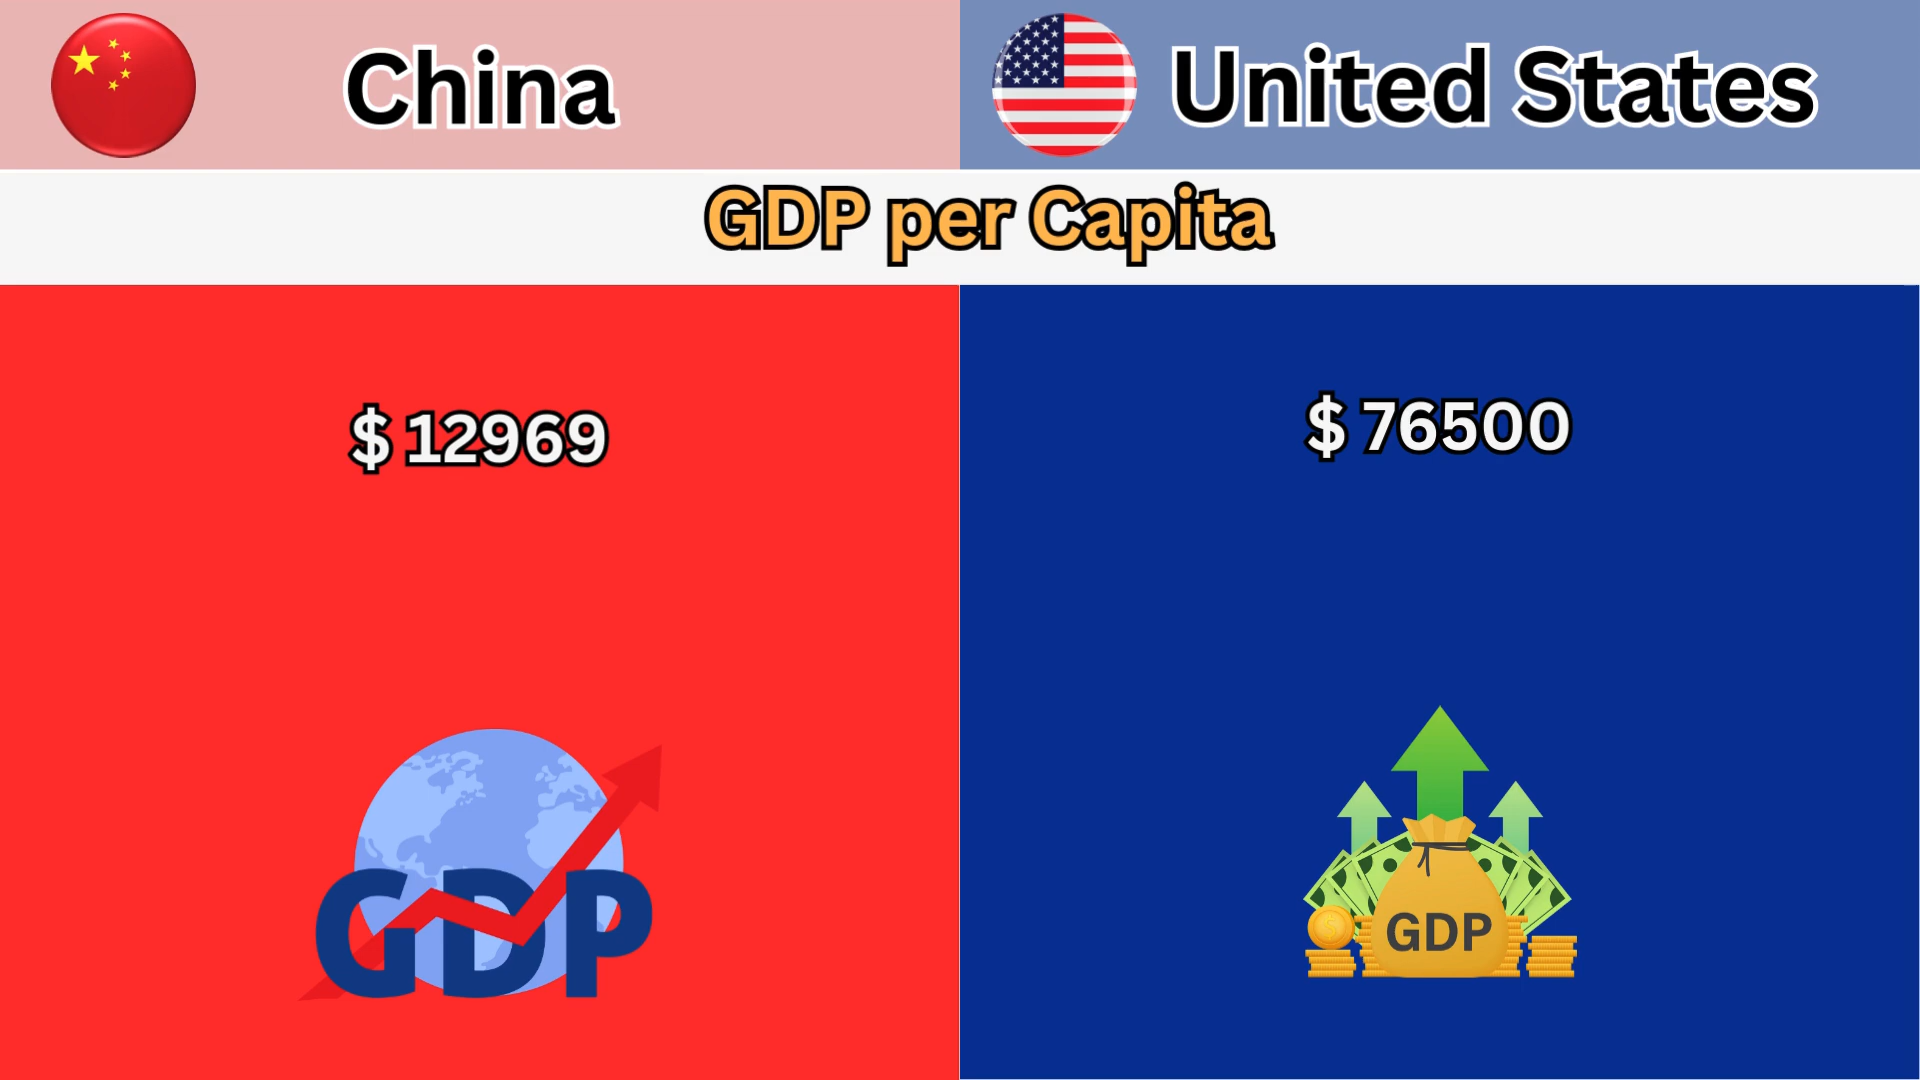 China
United States
GDP per Capita
$ 12969
$ 76500
GDP
GDP